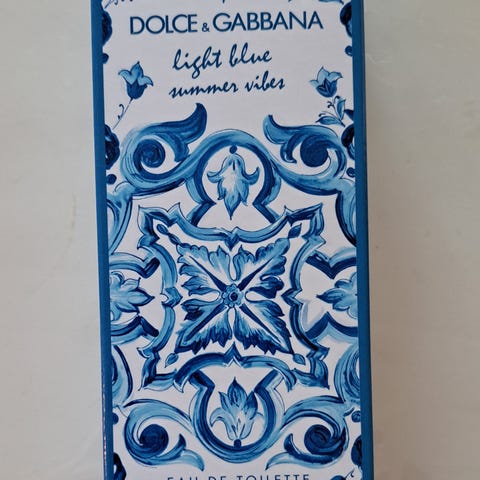 DOLCE & GABBANA
light blue
summer vibes
EAU DE TOILETTE